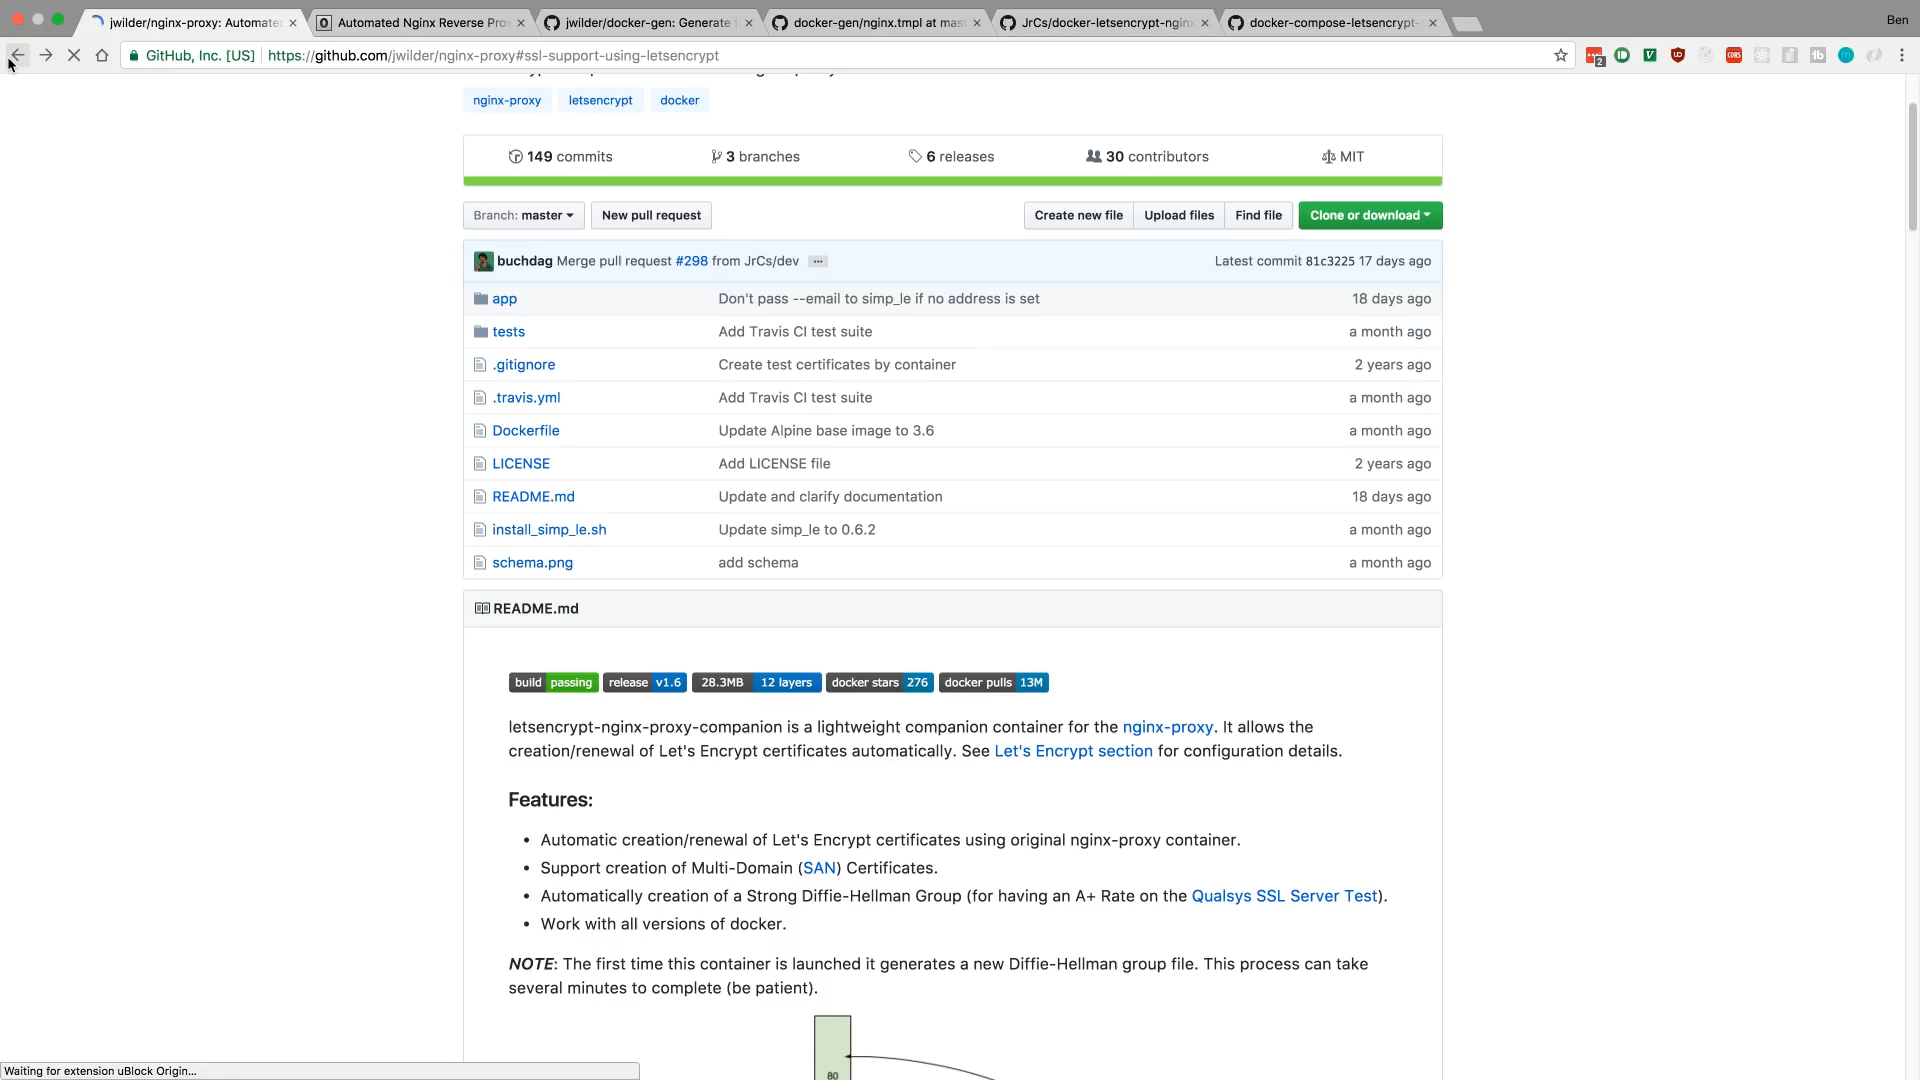 jwilder/nginx-proxy: Automate
Automated Nginx Reverse Pro
jwilder/docker-gen: Generate f
docker-gen/nginx.tmpl at mas
JrCs/docker-letsencrypt-nginx
docker-compose-letsencrypt-
Ben
GitHub, Inc. [US] https://github.com/jwilder/nginx-proxy#ssl-support-using-letsencrypt
nginx-proxy letsencrypt docker
149 commits 3 branches 6 releases 30 contributors MIT
Branch: master New pull request Create new file Upload files Find file Clone or download
buchdag Merge pull request #298 from JrCs/dev ... Latest commit 81c3225 17 days ago
app Don't pass --email to simp_le if no address is set 18 days ago
tests Add Travis CI test suite a month ago
.gitignore Create test certificates by container 2 years ago
.travis.yml Add Travis CI test suite a month ago
Dockerfile Update Alpine base image to 3.6 a month ago
LICENSE Add LICENSE file 2 years ago
README.md Update and clarify documentation 18 days ago
install_simp_le.sh Update simp_le to 0.6.2 a month ago
schema.png add schema a month ago
README.md
build passing release v1.6 28.3MB 12 layers docker stars 276 docker pulls 13M
letsencrypt-nginx-proxy-companion is a lightweight companion container for the nginx-proxy. It allows the
creation/renewal of Let's Encrypt certificates automatically. See Let's Encrypt section for configuration details.
Features:
• Automatic creation/renewal of Let's Encrypt certificates using original nginx-proxy container.
• Support creation of Multi-Domain (SAN) Certificates.
• Automatically creation of a Strong Diffie-Hellman Group (for having an A+ Rate on the Qualsys SSL Server Test).
• Work with all versions of docker.
NOTE: The first time this container is launched it generates a new Diffie-Hellman group file. This process can take
several minutes to complete (be patient).
80
Waiting for extension uBlock Origin...